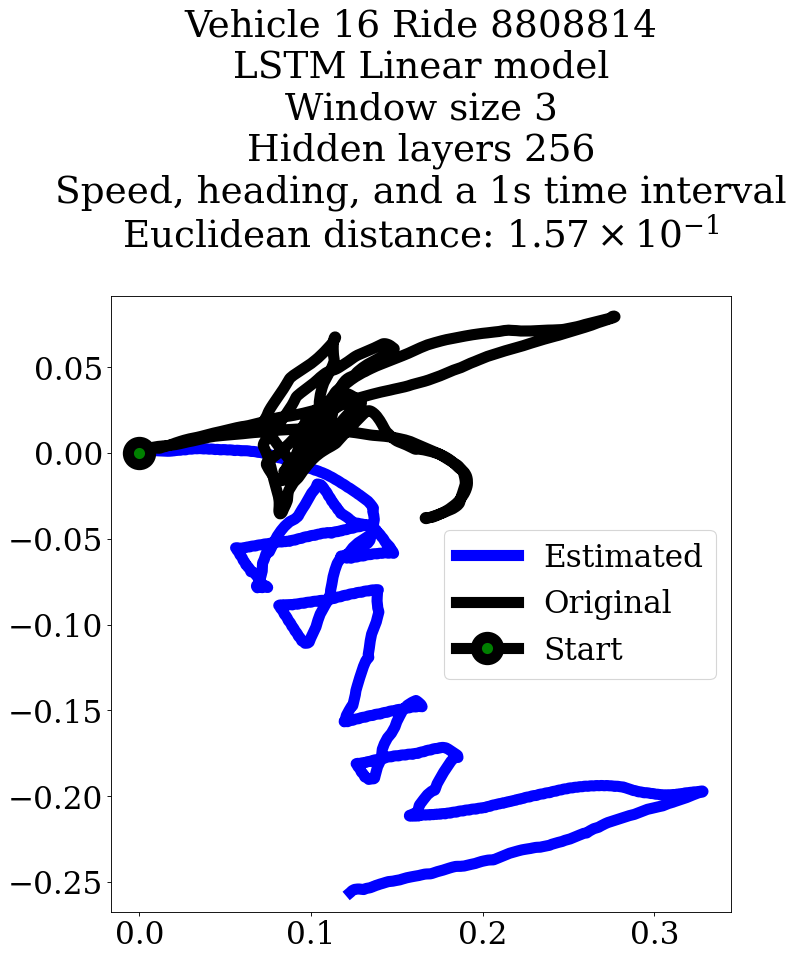 Vehicle 16 Ride 8808814
LSTM Linear model
Window size 3
Hidden layers 256
Speed, heading, and a 1s time interval
Euclidean distance: 1.57 × 10⁻¹
0.05
0.00
−0.05
−0.10
−0.15
−0.20
−0.25
Estimated
Original
Start
0.0 0.1 0.2 0.3